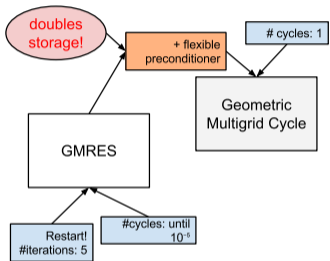 doubles
storage!
+ flexible
preconditioner
# cycles: 1
Geometric
Multigrid Cycle
GMRES
Restart!
#iterations: 5
#cycles: until
10⁻⁵